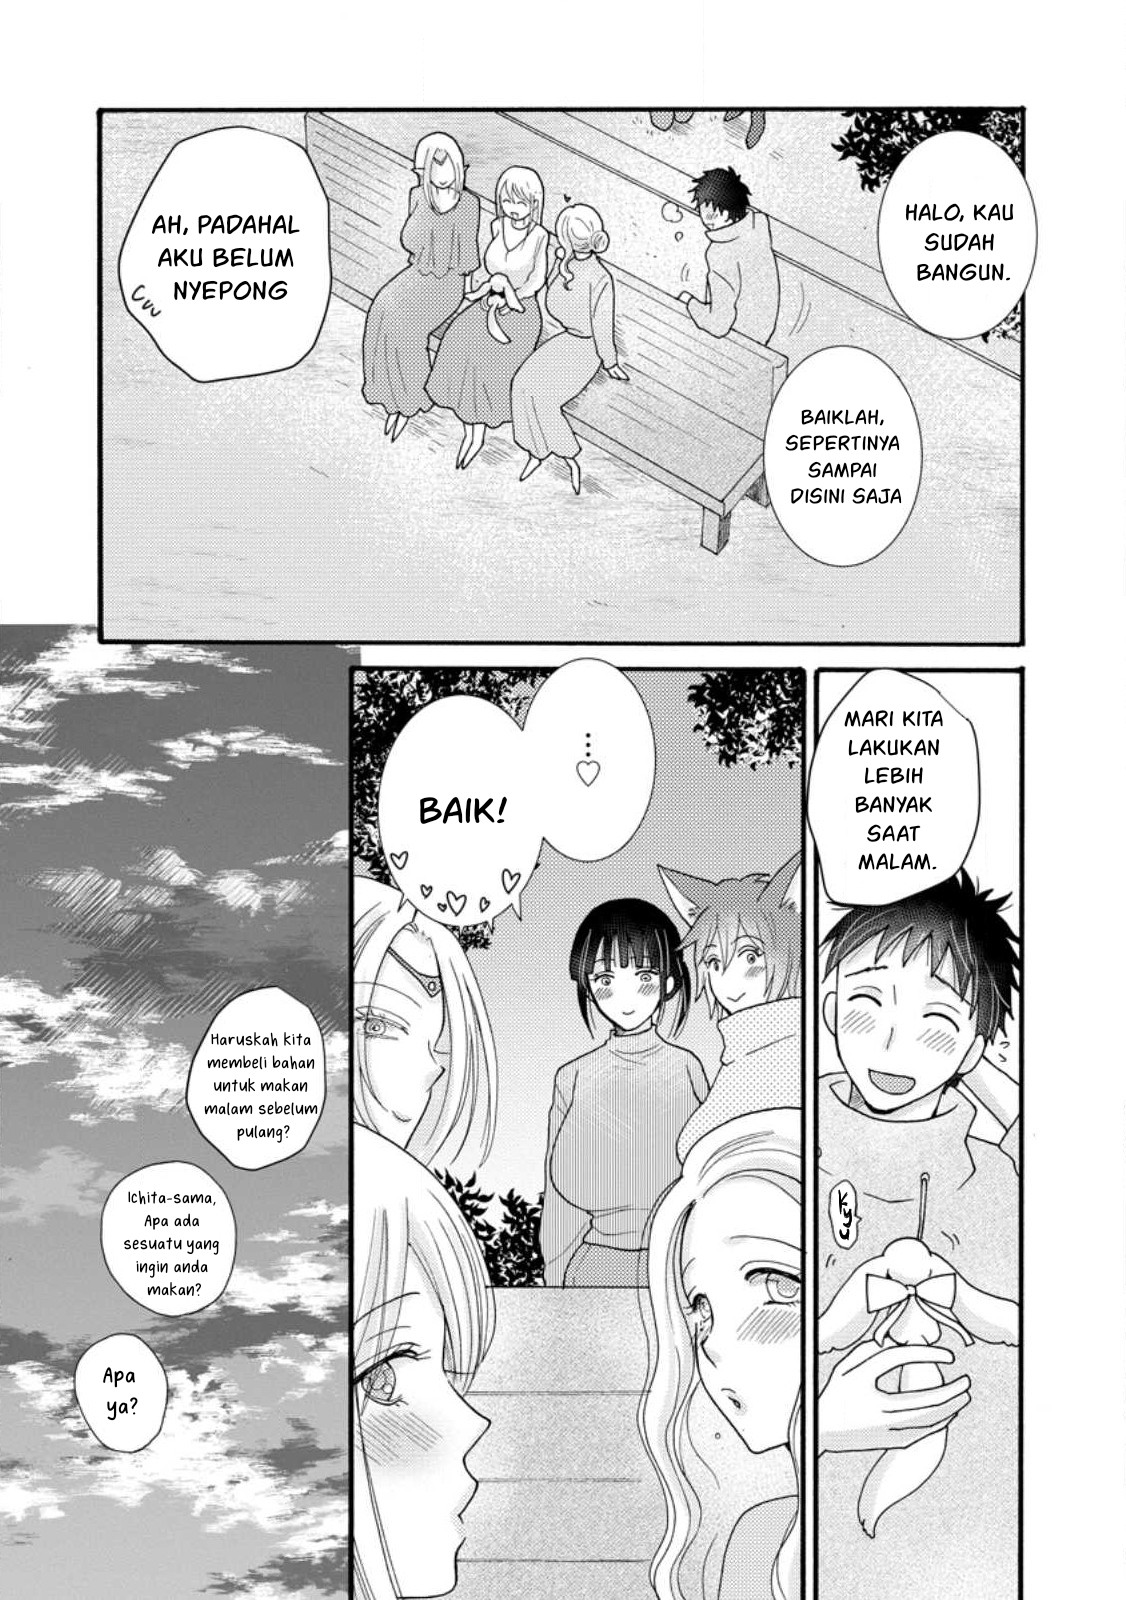 HALO, KAU
SUDAH
BANGUN.
BAIKLAH,
SEPERTINYA
SAMPAI
DISINI SAJA
AH, PADAHAL
AKU BELUM
NYEPONG
MARI KITA
LAKUKAN
LEBIH
BANYAK
SAAT
MALAM.
...♡
BAIK!
Haruskah kita
membeli bahan
untuk makan
malam sebelum
pulang?
Ichita-sama,
Apa ada
sesuatu yang
ingin anda
makan?
Apa
ya?